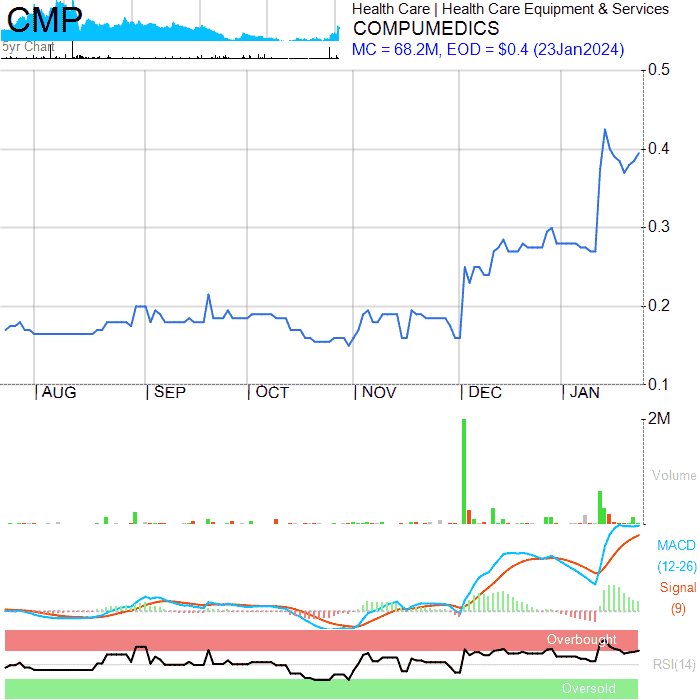 CMP
5yr Chart
Health Care | Health Care Equipment & Services
COMPUMEDICS
MC = 68.2M, EOD = $0.4 (23Jan2024)
0.5
0.4
0.3
0.2
0.1
AUG
SEP
OCT
NOV
DEC
JAN
2M
Volume
MACD
(12-26)
Signal
(9)
Overbought
RSI(14)
Oversold